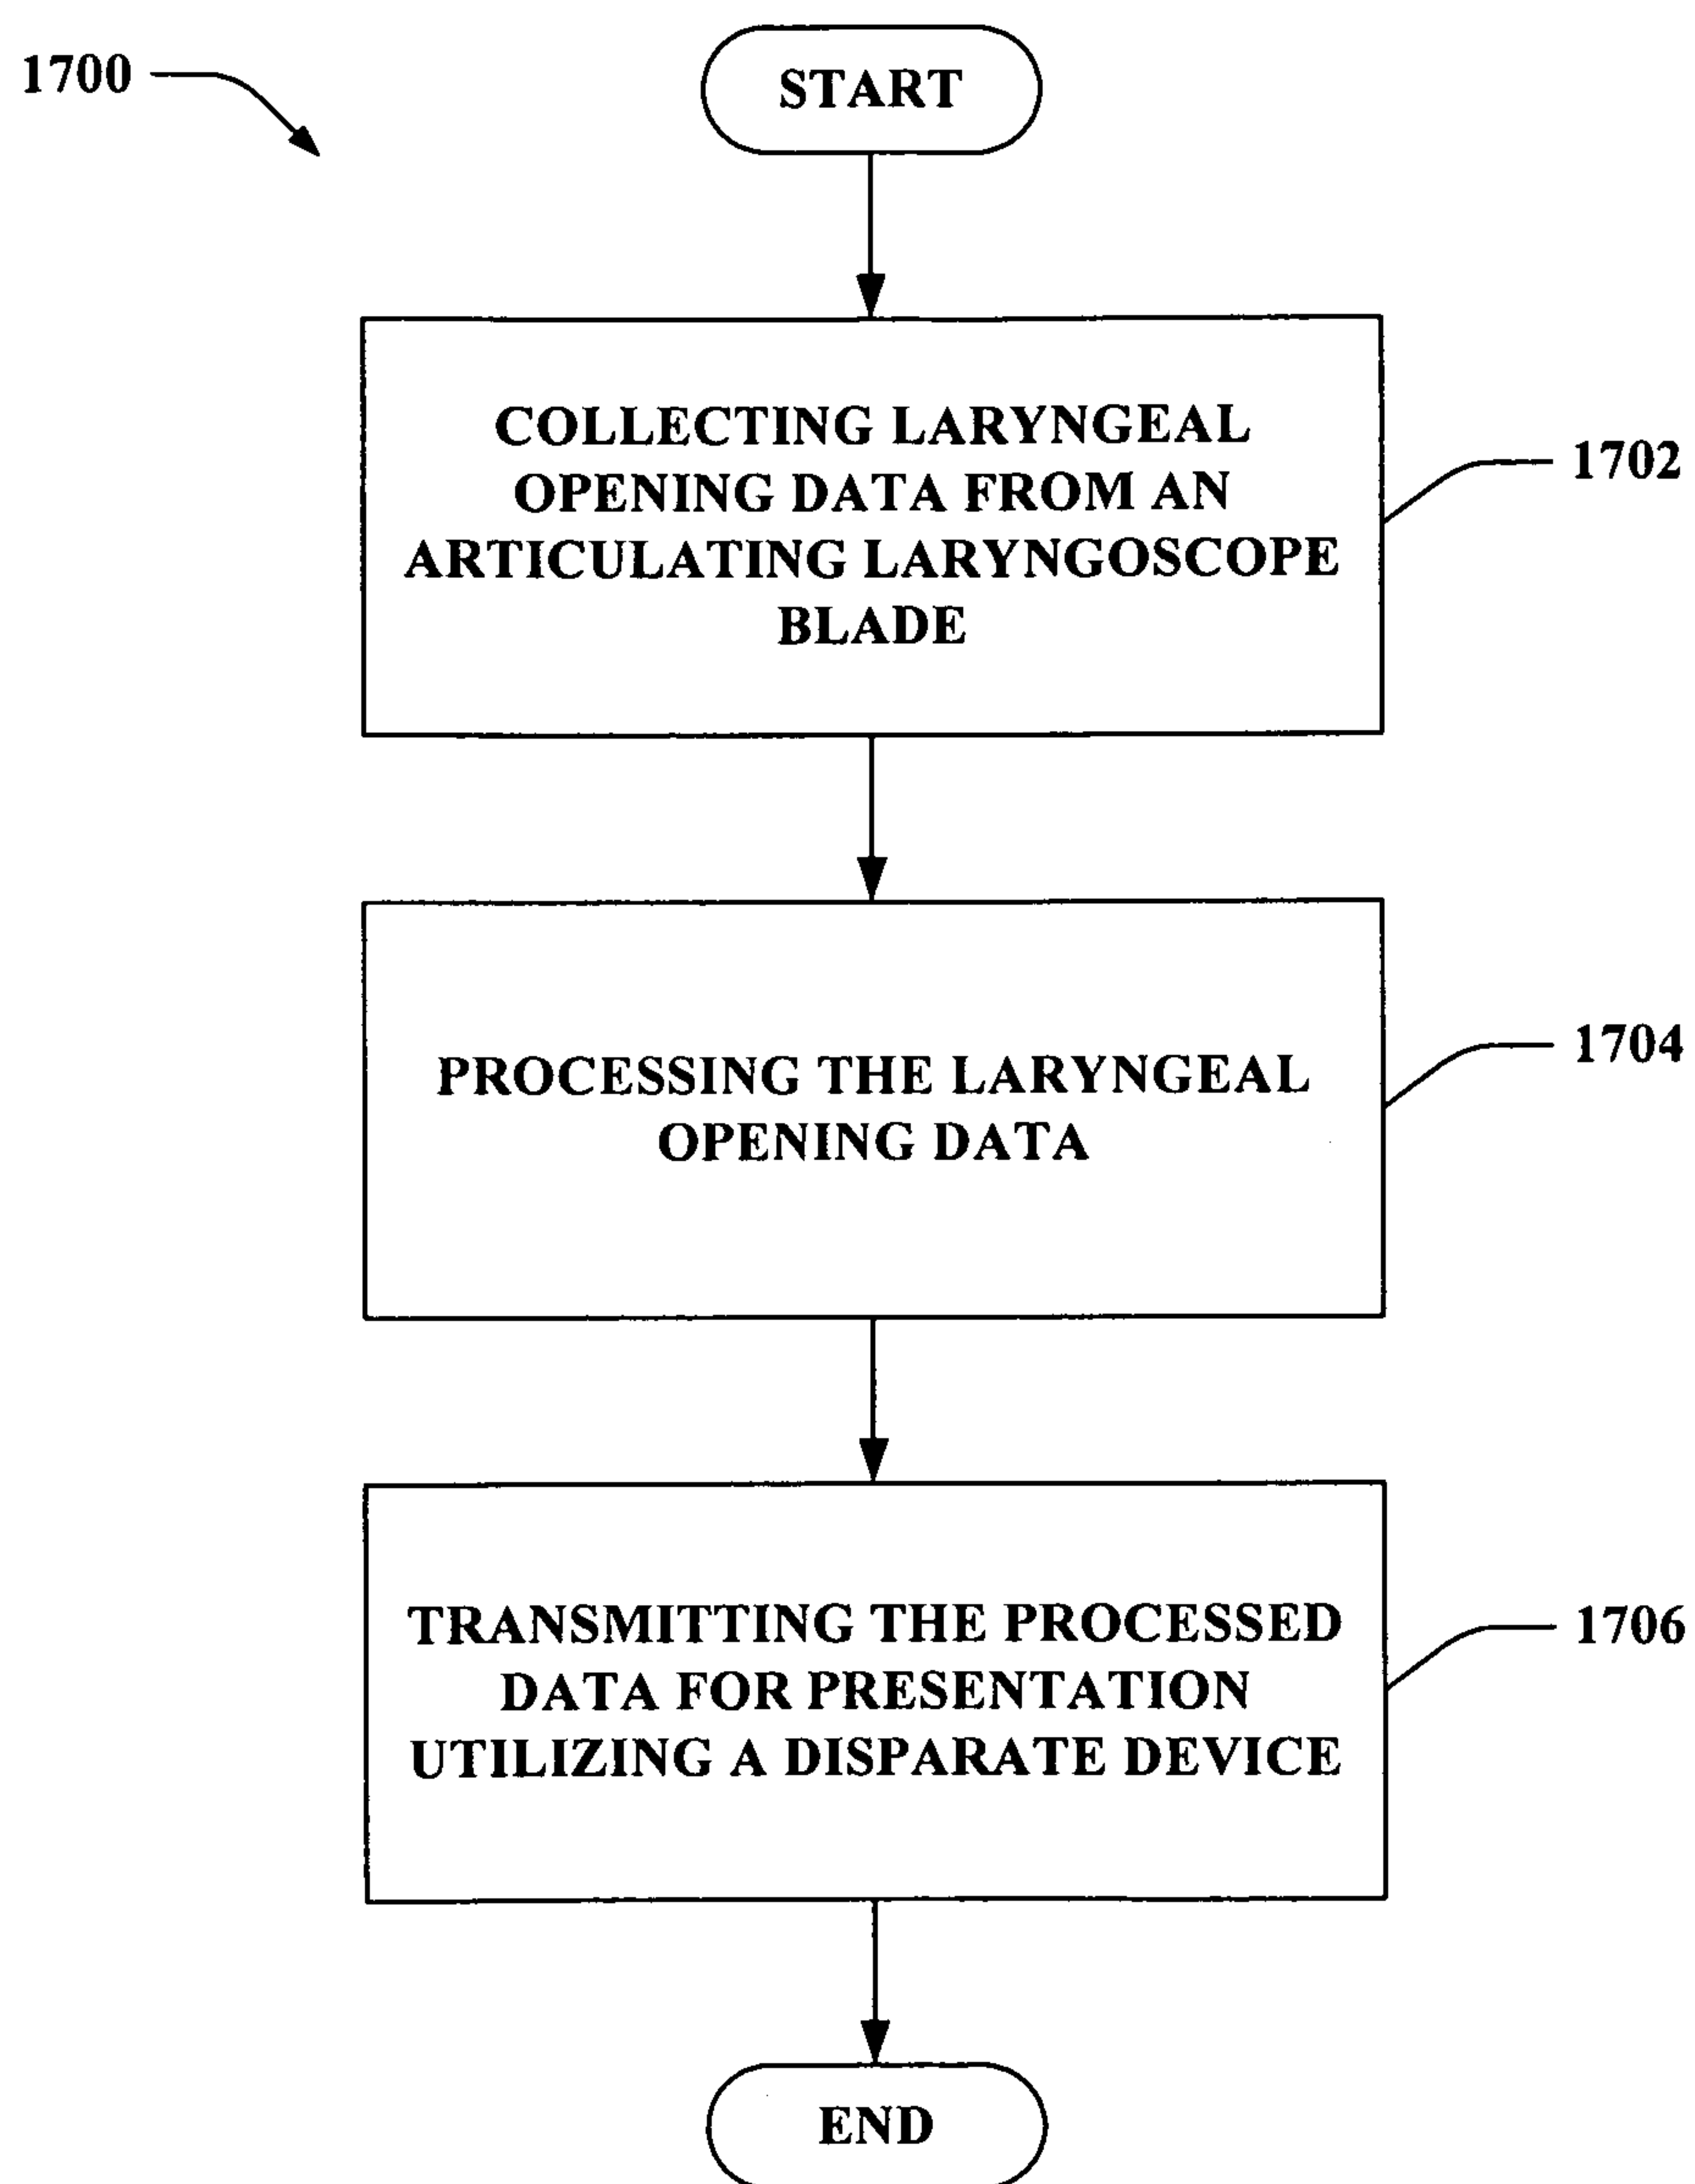 1700
START
COLLECTING LARYNGEAL
OPENING DATA FROM AN
ARTICULATING LARYNGOSCOPE
BLADE
1702
PROCESSING THE LARYNGEAL
OPENING DATA
1704
TRANSMITTING THE PROCESSED
DATA FOR PRESENTATION
UTILIZING A DISPARATE DEVICE
1706
END